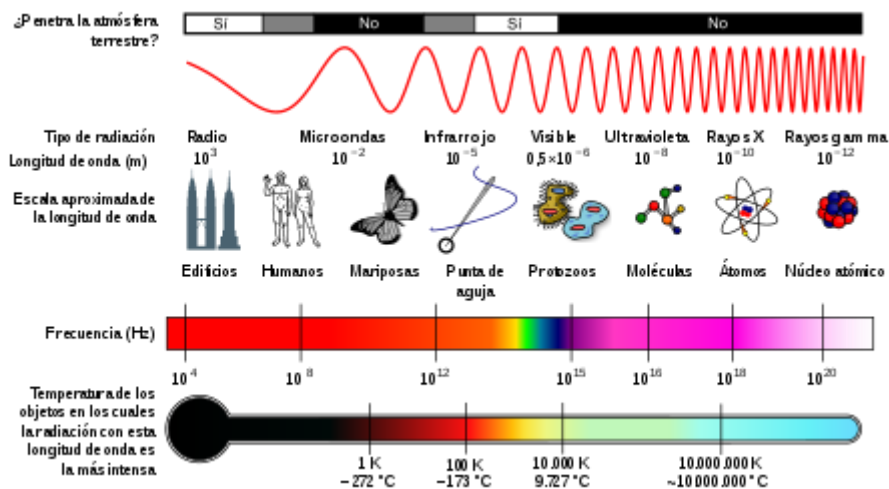 ¿Penetra la atmósfera
terrestre?
Sí
No
Sí
No
Tipo de radiación
Radio
Microondas
Infrarrojo
Visible
Ultravioleta
Rayos X
Rayos gamma
Longitud de onda (m)
10³
10⁻²
10⁻⁵
0,5×10⁻⁶
10⁻⁸
10⁻¹⁰
10⁻¹²
Escala aproximada de
la longitud de onda
Edificios
Humanos
Mariposas
Punta de
aguja
Protozoos
Moléculas
Átomos
Núcleo atómico
Frecuencia (Hz)
10⁴
10⁸
10¹²
10¹⁵
10¹⁶
10¹⁸
10²⁰
Temperatura de los
objetos en los cuales
la radiación con esta
longitud de onda es
la más intensa
1 K
−272 °C
100 K
−173 °C
10.000 K
9.727 °C
10.000.000 K
~10.000.000 °C